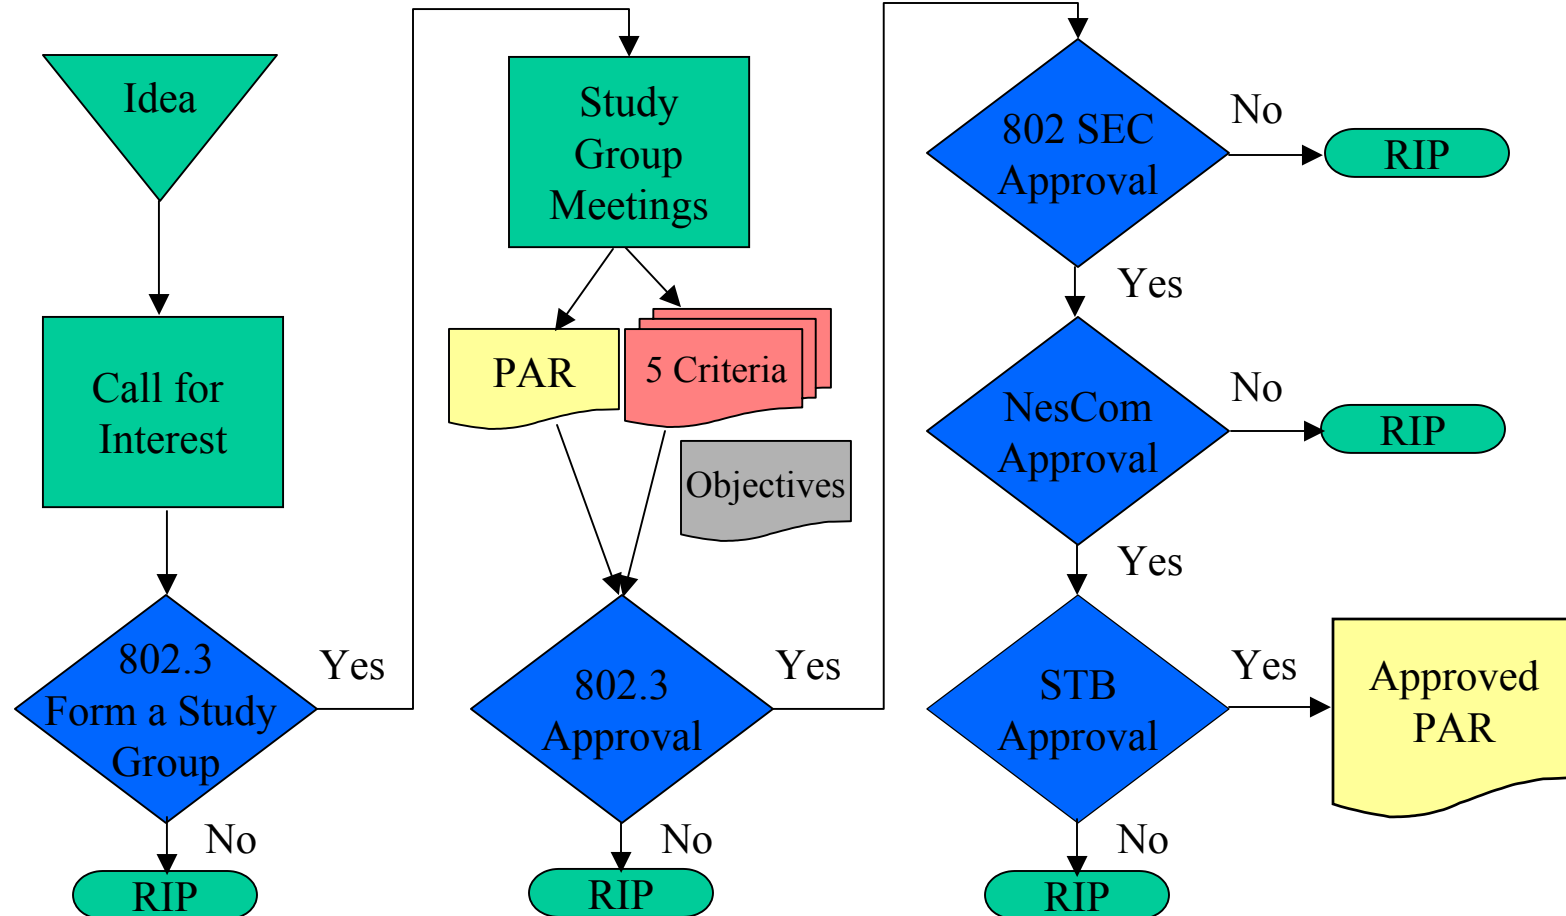 Idea
Call for
Interest
802.3
Form a Study
Group
Yes
No
RIP
Study
Group
Meetings
PAR
5 Criteria
Objectives
802.3
Approval
Yes
No
RIP
802 SEC
Approval
No
RIP
Yes
NesCom
Approval
No
RIP
Yes
STB
Approval
Yes
Approved
PAR
No
RIP